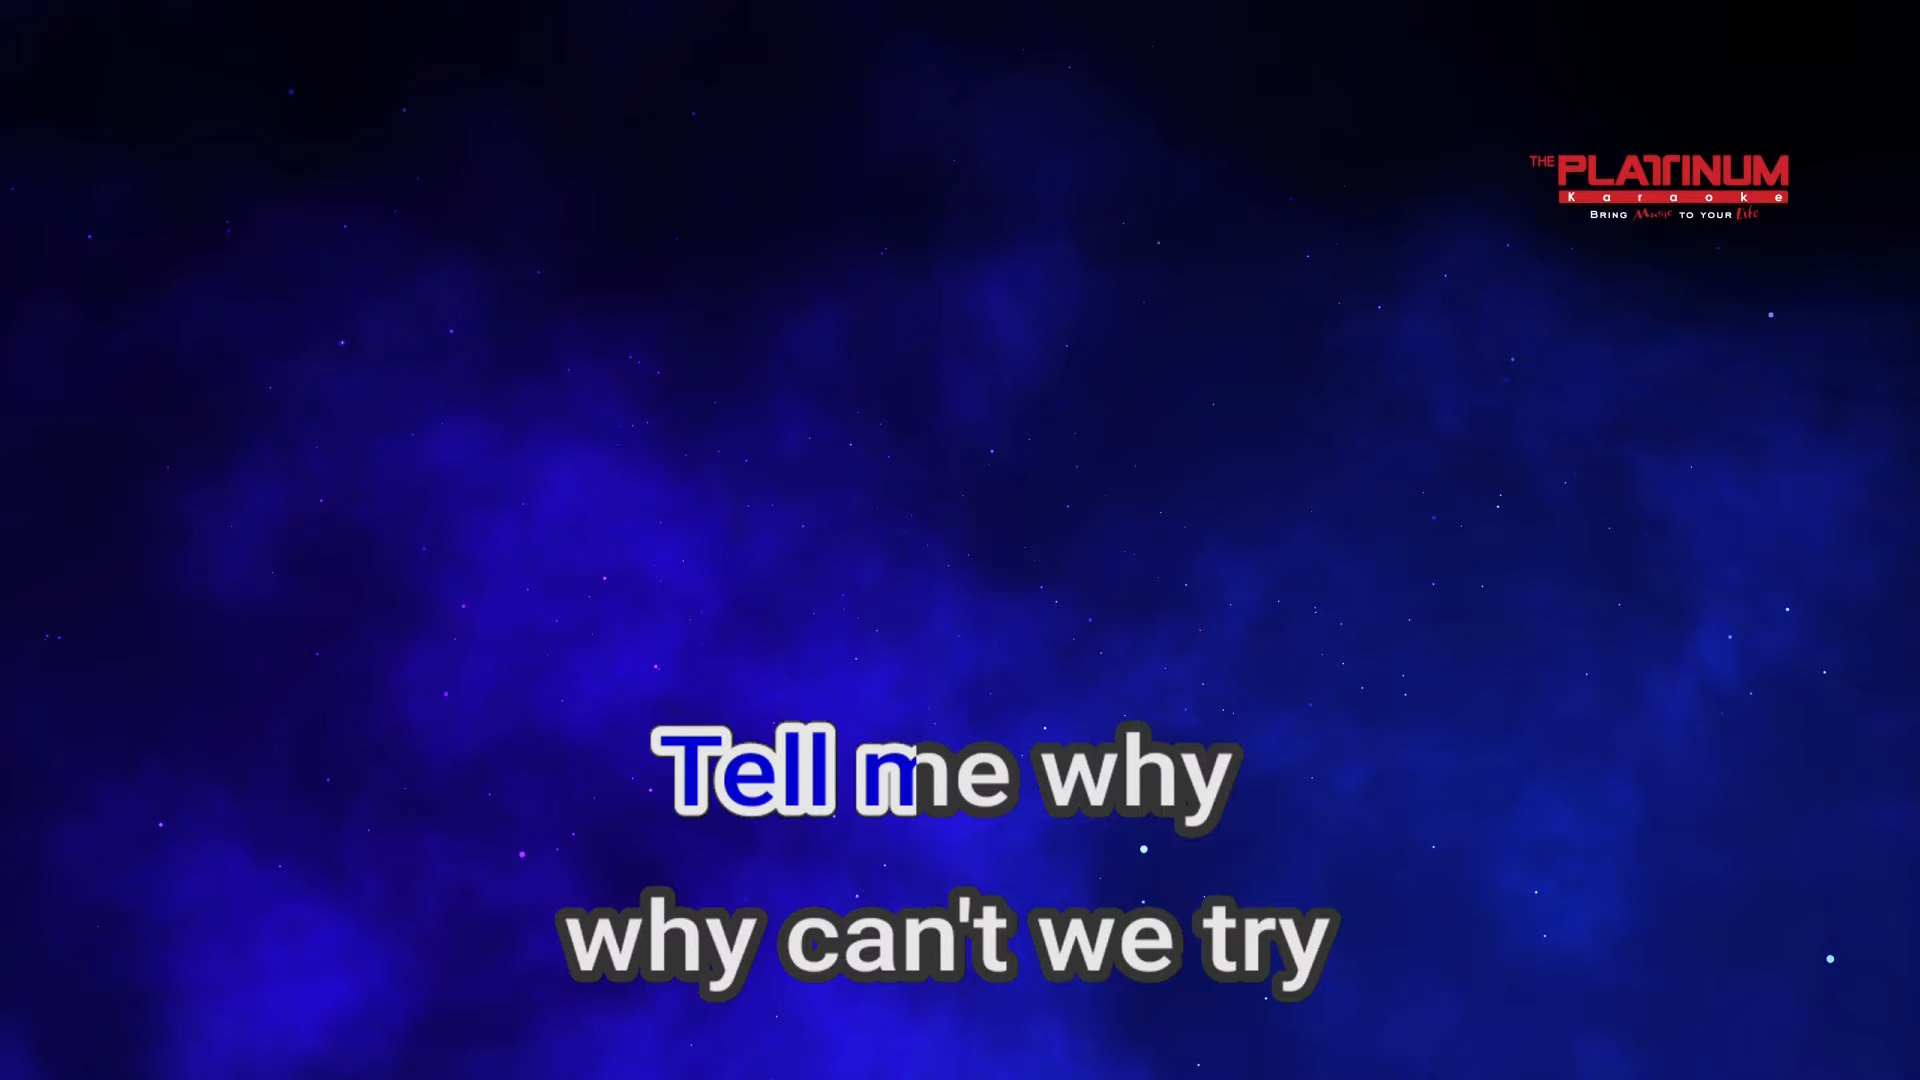 THE PLATINUM
Karaoke
BRING Music TO YOUR Life
Tell me why
why can't we try